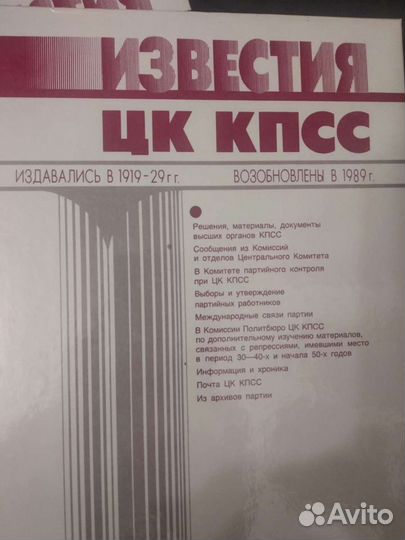 ИЗВЕСТИЯ
ЦК КПСС
ИЗДАВАЛИСЬ В 1919-29 г г. ВОЗОБНОВЛЕНЫ В 1989 г.
Решения, материалы, документы
высших органов КПСС
Сообщения из Комиссий
и отделов Центрального Комитета
В Комитете партийного контроля
при ЦК КПСС
Выборы и утверждение
партийных работников
Международные связи партии
В Комиссии Политбюро ЦК КПСС
по дополнительному изучению материалов,
связанных с репрессиями, имевшими место
в период 30—40-х и начала 50-х годов
Информация и хроника
Почта ЦК КПСС
Из архивов партии
Avito